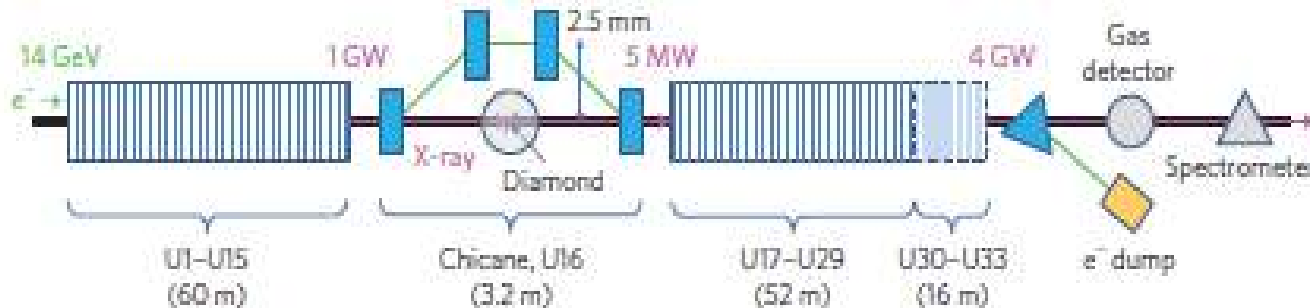 2.5 mm
14 GeV
1 GW
5 MW
4 GW
Gas
detector
e⁻ →
X-ray
Diamond
Spectrometer
U1–U15
(60 m)
Chicane, U16
(3.2 m)
U17–U29
(52 m)
U30–U33
(16 m)
e⁻ dump